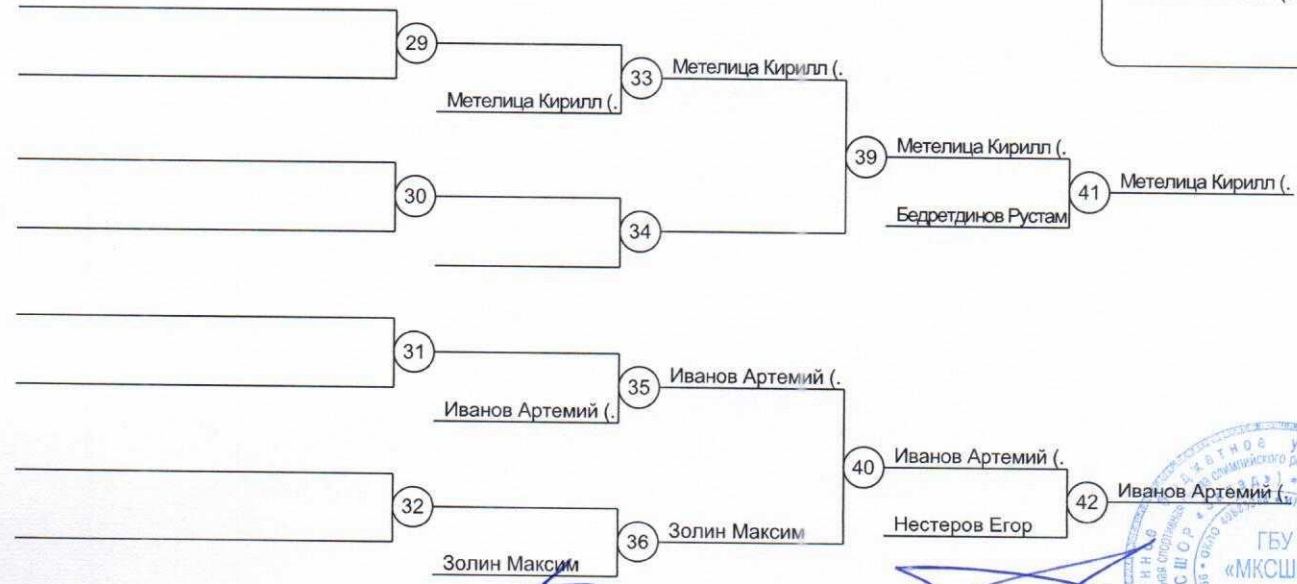 29
33
Метелица Кирилл (.
Метелица Кирилл (.
39
Метелица Кирилл (.
30
41
Метелица Кирилл (.
34
Бедретдинов Рустам
31
35
Иванов Артемий (.
Иванов Артемий (.
40
Иванов Артемий (.
32
42
Иванов Артемий (.
36
Золин Максим
Нестеров Егор
Золин Максим
ГБУ
«МКСШ